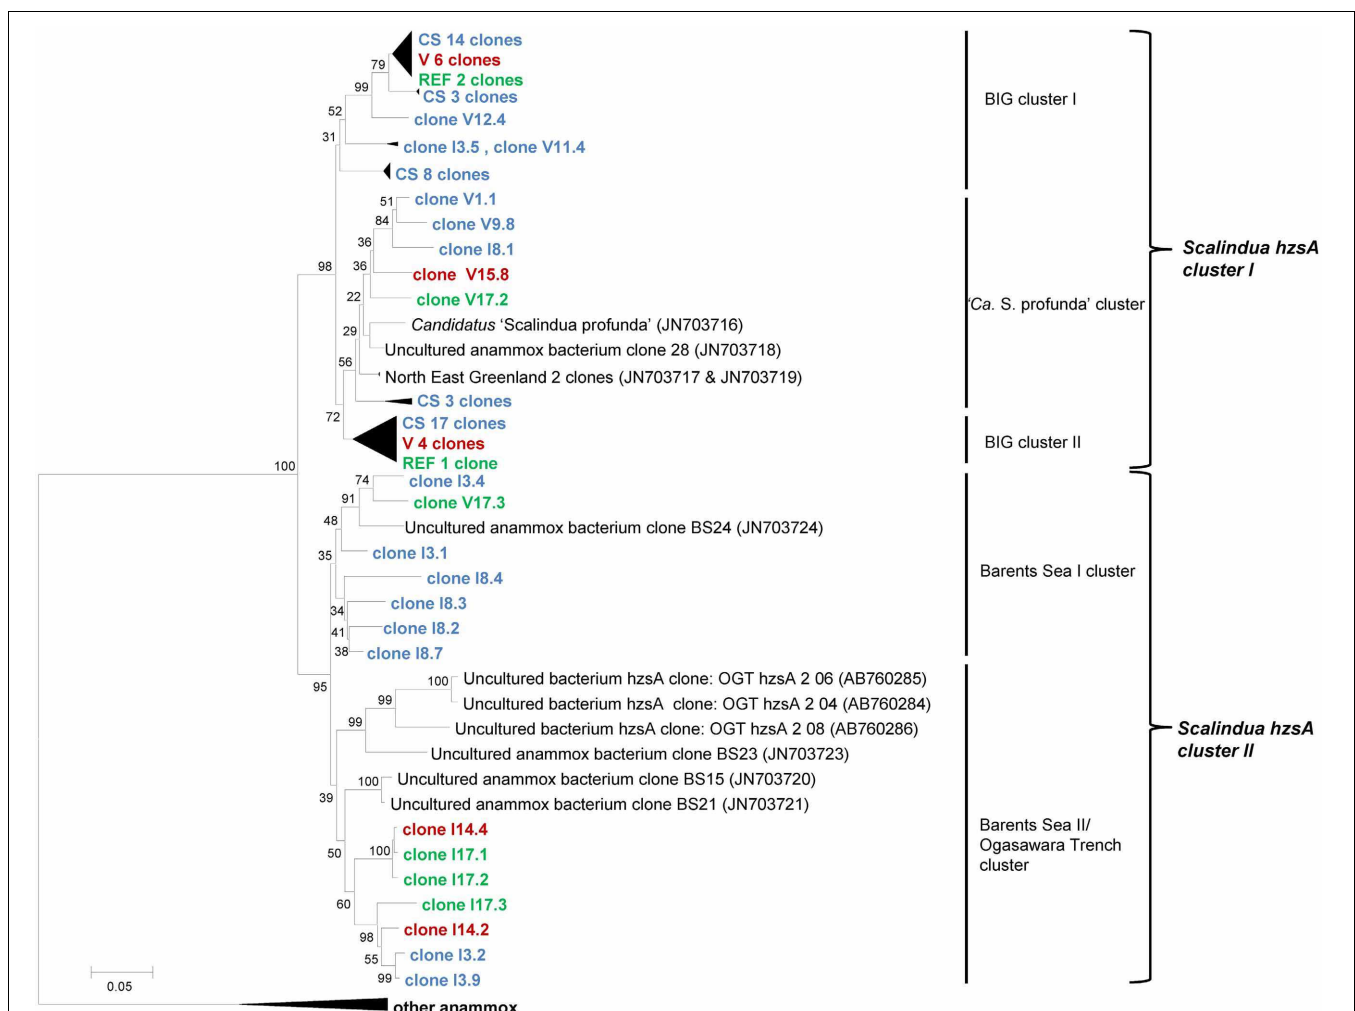 CS 14 clones
V 6 clones
REF 2 clones
79
CS 3 clones
99
clone V12.4
52
31
clone I3.5 , clone V11.4
CS 8 clones
BIG cluster I
clone V1.1
51
84
clone V9.8
36
clone I8.1
98
36
clone  V15.8
22
clone V17.2
29
Candidatus ‘Scalindua profunda’ (JN703716)
Uncultured anammox bacterium clone 28 (JN703718)
56
North East Greenland 2 clones (JN703717 & JN703719)
CS 3 clones
‘Ca. S. profunda’ cluster
Scalindua hzsA
cluster I
72
CS 17 clones
V 4 clones
REF 1 clone
BIG cluster II
100
74
clone I3.4
91
clone V17.3
48
Uncultured anammox bacterium clone BS24 (JN703724)
35
clone I3.1
clone I8.4
34
clone I8.3
41
clone I8.2
38
clone I8.7
Barents Sea I cluster
95
100
Uncultured bacterium hzsA clone: OGT hzsA 2 06 (AB760285)
99
Uncultured bacterium hzsA  clone: OGT hzsA 2 04 (AB760284)
99
Uncultured bacterium hzsA clone: OGT hzsA 2 08 (AB760286)
Uncultured anammox bacterium clone BS23 (JN703723)
39
100
Uncultured anammox bacterium clone BS15 (JN703720)
Uncultured anammox bacterium clone BS21 (JN703721)
50
clone I14.4
100
clone I17.1
clone I17.2
60
clone I17.3
98
clone I14.2
55
clone I3.2
99
clone I3.9
Barents Sea II/
Ogasawara Trench
cluster
Scalindua hzsA
cluster II
0.05
other anammox